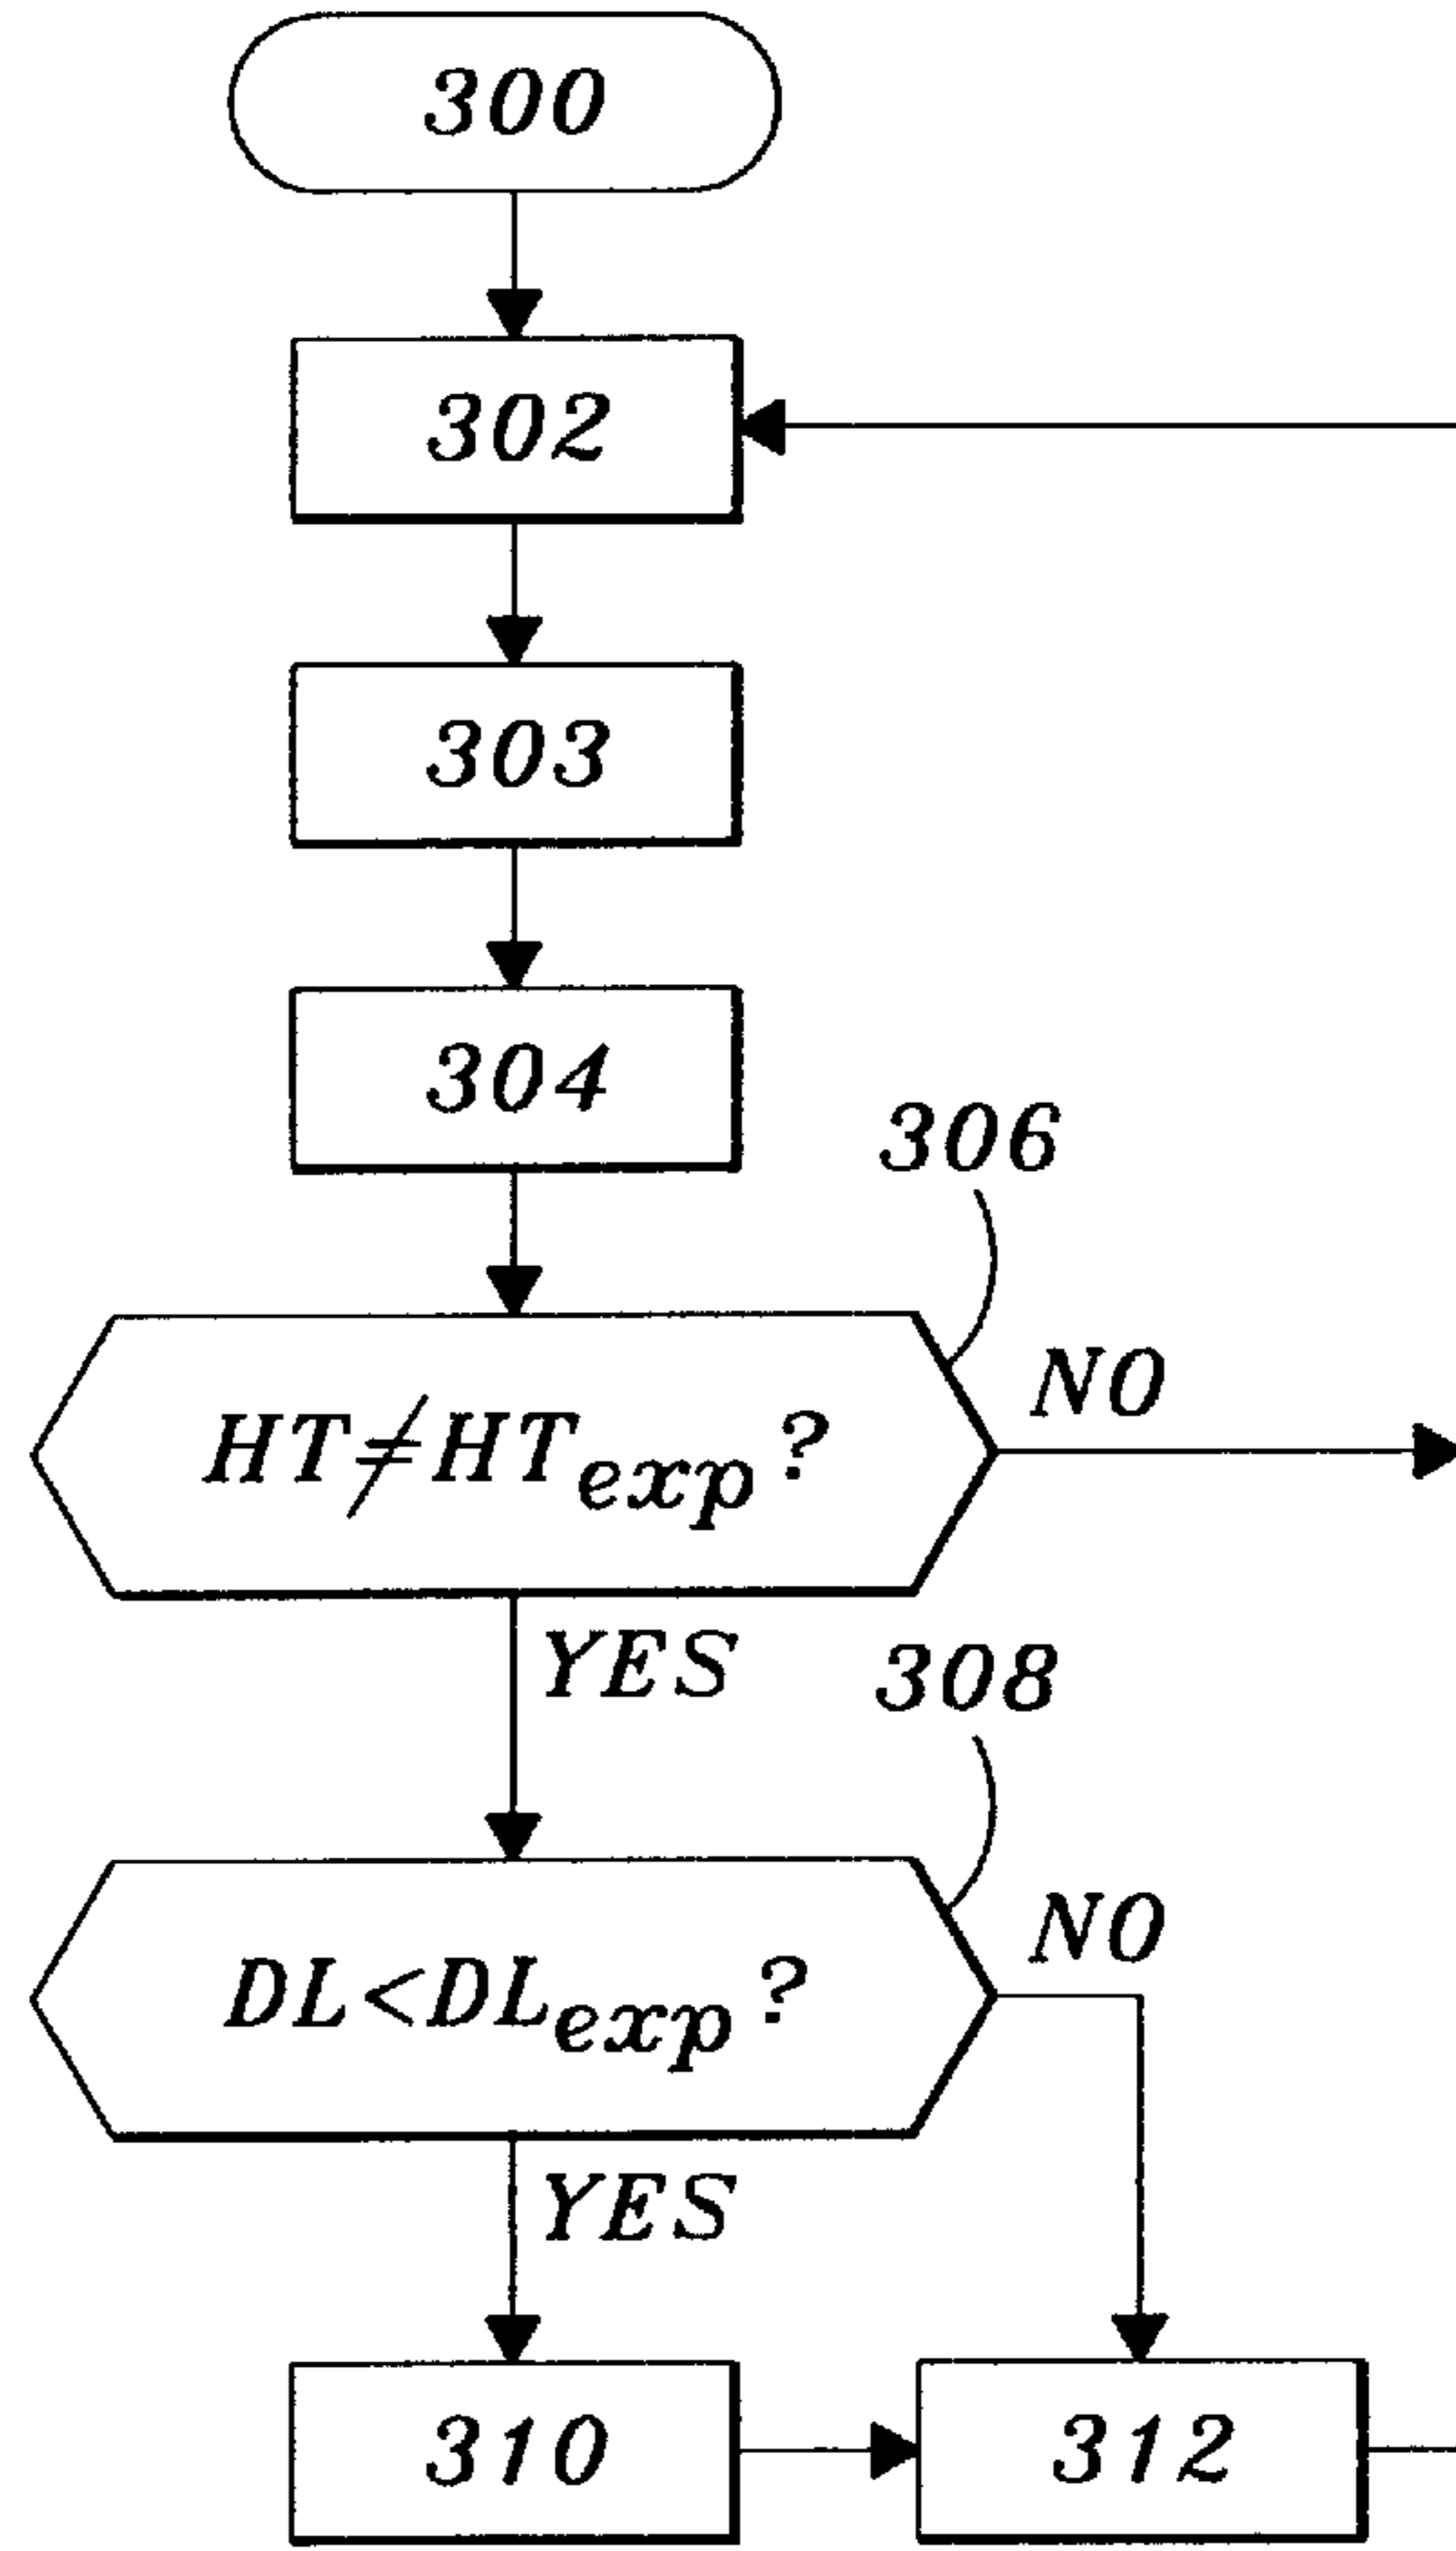 300
302
303
304
306
HT≠HTexp?
NO
YES
308
DL<DLexp?
NO
YES
310
312